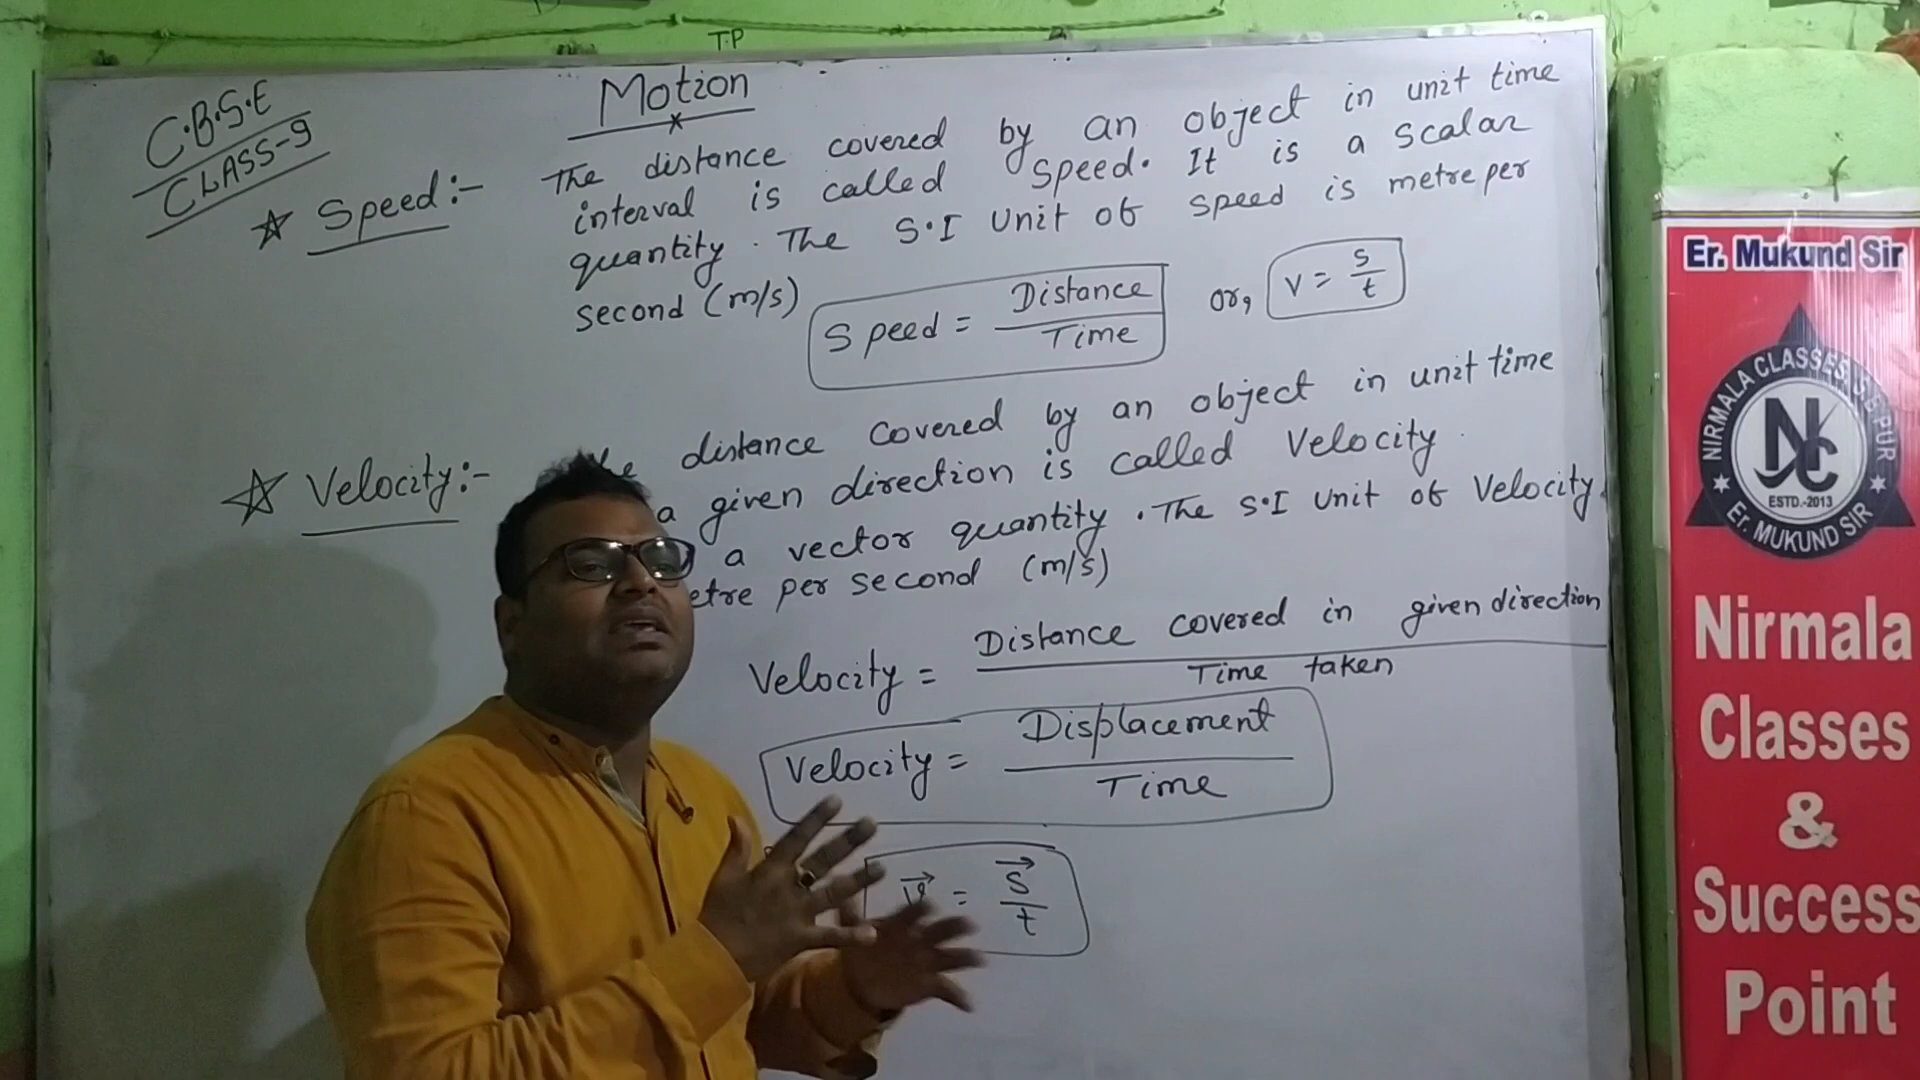 T.P
C.B.S.E
CLASS-9
Motion
☆ Speed:- The distance covered by an object in unit time
interval is called speed. It is a scalar
quantity. The S.I unit of speed is metre per
second (m/s)
Speed = Distance / Time or, v = s / t
☆ Velocity:- distance covered by an object in unit time
a given direction is called Velocity.
a vector quantity. The S.I unit of Velocity
etre per second (m/s)
Velocity = Distance covered in given direction / Time taken
Velocity = Displacement / Time
v⃗ = s⃗ / t
Er. Mukund Sir
NIRMALA CLASSES S.B.PUR
NC
ESTD.-2013
Er. MUKUND SIR
Nirmala
Classes
&
Success
Point